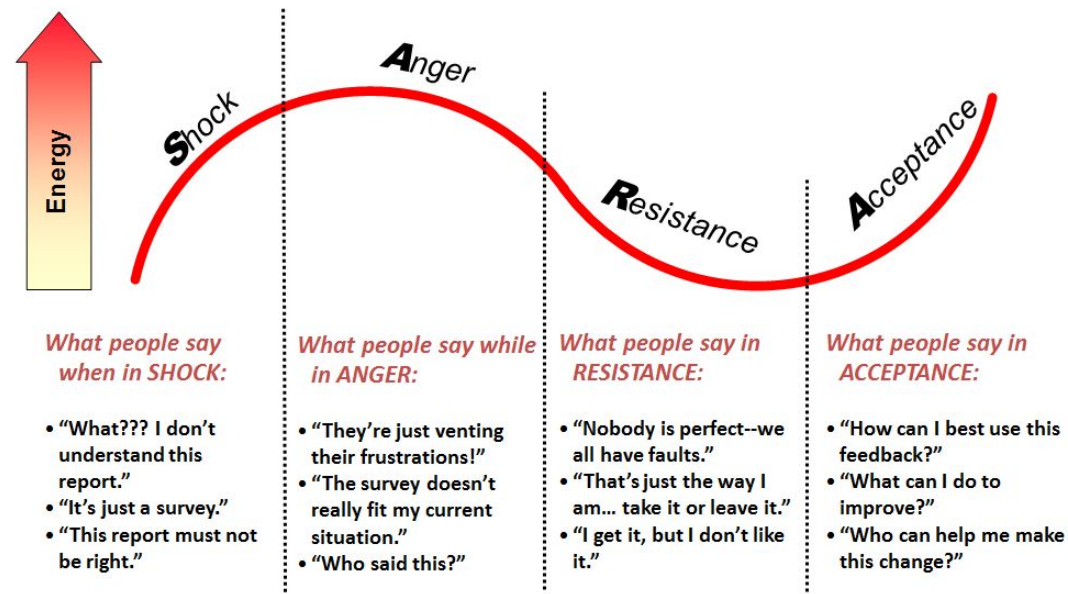 Energy
Shock
Anger
Resistance
Acceptance
What people say
when in SHOCK:
• “What??? I don’t
understand this
report.”
• “It’s just a survey.”
• “This report must not
be right.”
What people say while
in ANGER:
• “They’re just venting
their frustrations!”
• “The survey doesn’t
really fit my current
situation.”
• “Who said this?”
What people say in
RESISTANCE:
• “Nobody is perfect--we
all have faults.”
• “That’s just the way I
am… take it or leave it.”
• “I get it, but I don’t like
it.”
What people say in
ACCEPTANCE:
• “How can I best use this
feedback?”
• “What can I do to
improve?”
• “Who can help me make
this change?”